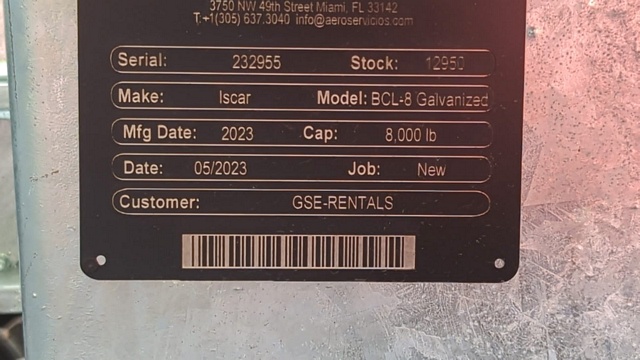 3750 NW 49th Street Miami, FL 33142
T.+1(305) 637.3040 info@aeroservicios.com
Serial: 232955 Stock: 12950
Make: Iscar Model: BCL-8 Galvanized
Mfg Date: 2023 Cap: 8,000 lb
Date: 05/2023 Job: New
Customer: GSE-RENTALS